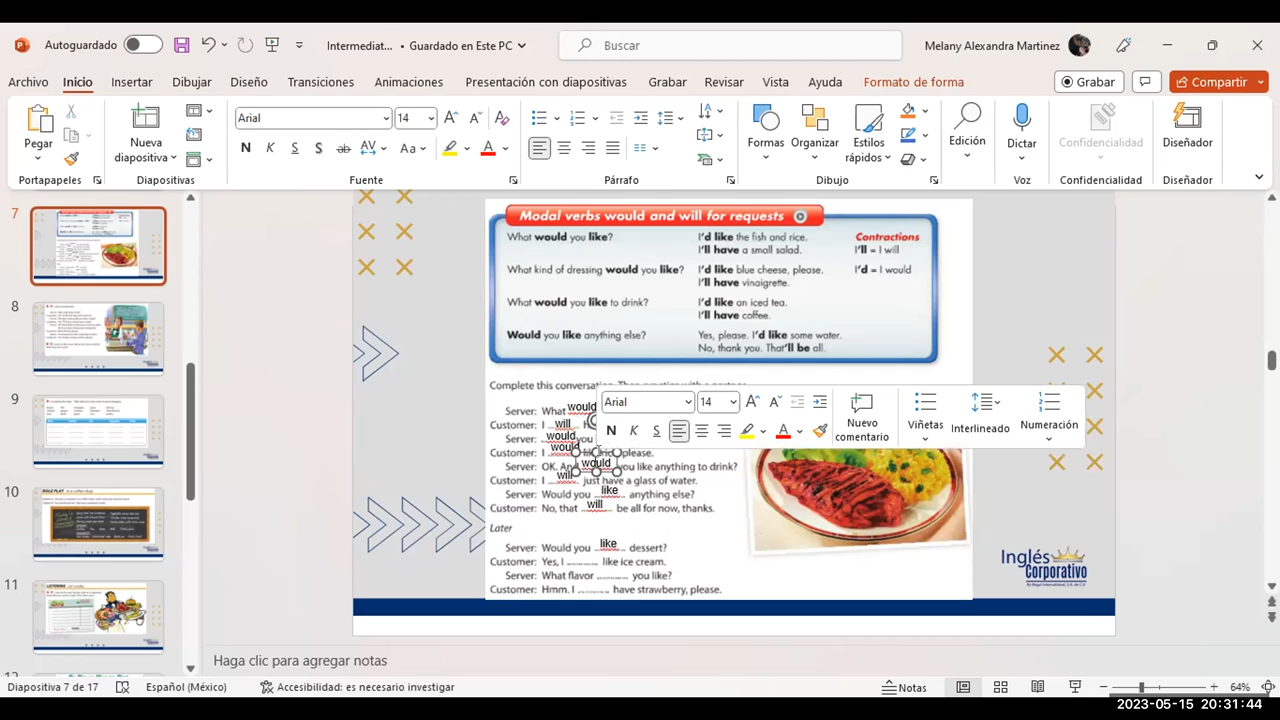 Autoguardado
Intermediat... • Guardado en Este PC
Buscar
Melany Alexandra Martinez
Archivo Inicio Insertar Dibujar Diseño Transiciones Animaciones Presentación con diapositivas Grabar Revisar Vista Ayuda Formato de forma
Grabar
Compartir
Pegar
Nueva
diapositiva
Arial
14
Formas
Organizar
Estilos
rápidos
Edición
Dictar
Confidencialidad
Diseñador
Portapapeles
Diapositivas
Fuente
Párrafo
Dibujo
Voz
Confidencialidad
Diseñador
7
8
9
10
11
Modal verbs would and will for requests
What would you like? I'd like the fish and rice. Contractions
I'll have a small salad. I'll = I will
What kind of dressing would you like? I'd like blue cheese, please. I'd = I would
I'll have vinaigrette.
What would you like to drink? I'd like an iced tea.
I'll have coffee.
Would you like anything else? Yes, please. I'd like some water.
No, thank you. That'll be all.
Complete this conversation.
Server: What would
Customer: I will
Server: would
Customer: I would please.
Server: OK. And would you like anything to drink?
Customer: I will just have a glass of water.
Server: Would you like anything else?
Customer: No, that will be all for now, thanks.
Later
Server: Would you like dessert?
Customer: Yes, I like ice cream.
Server: What flavor you like?
Customer: Hmm. I have strawberry, please.
Arial
14
Nuevo
comentario
Viñetas
Interlineado
Numeración
Inglés
Corporativo
Haga clic para agregar notas
Diapositiva 7 de 17
Español (México)
Accesibilidad: es necesario investigar
Notas
64%
2023-05-15 20:31:44